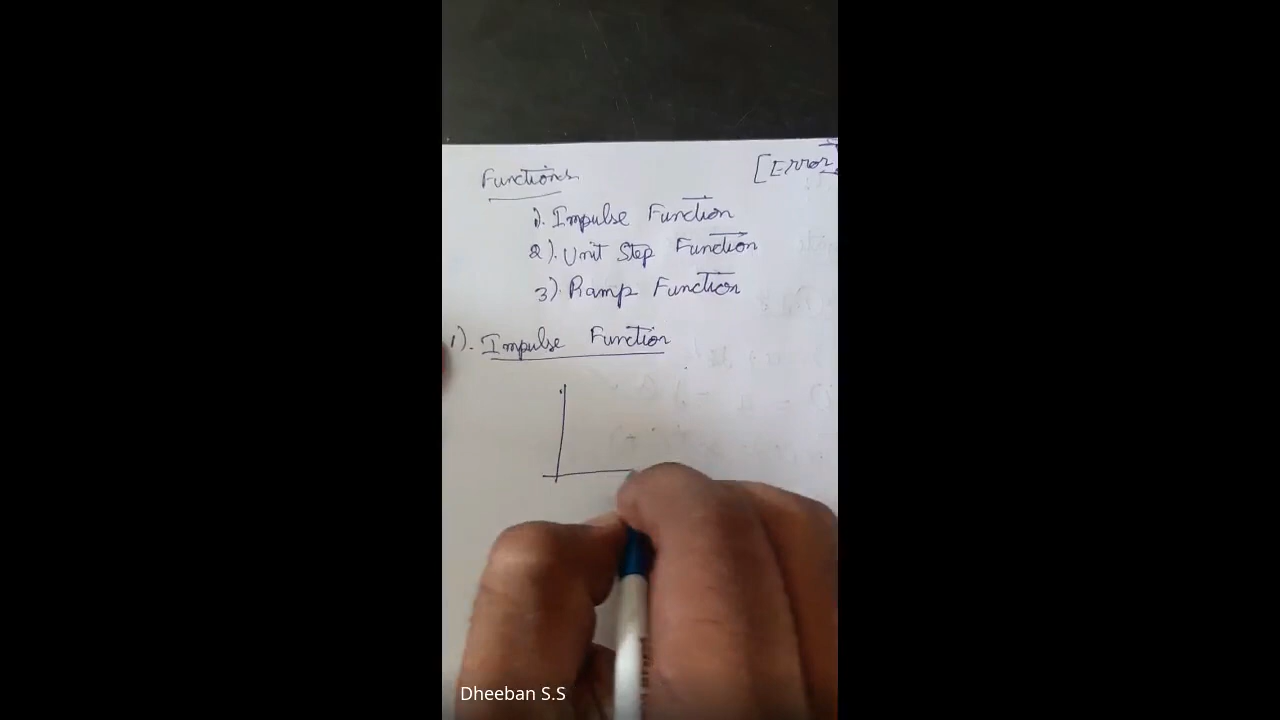 Functions
[Error]
1). Impulse Function
2). Unit Step Function
3). Ramp Function
1). Impulse Function
Dheeban S.S